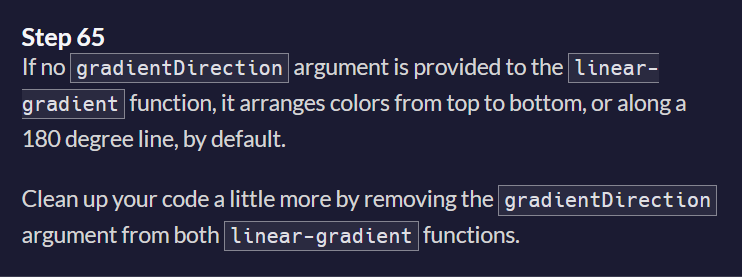 Step 65
If no gradientDirection argument is provided to the linear-
gradient function, it arranges colors from top to bottom, or along a
180 degree line, by default.
Clean up your code a little more by removing the gradientDirection
argument from both linear-gradient functions.